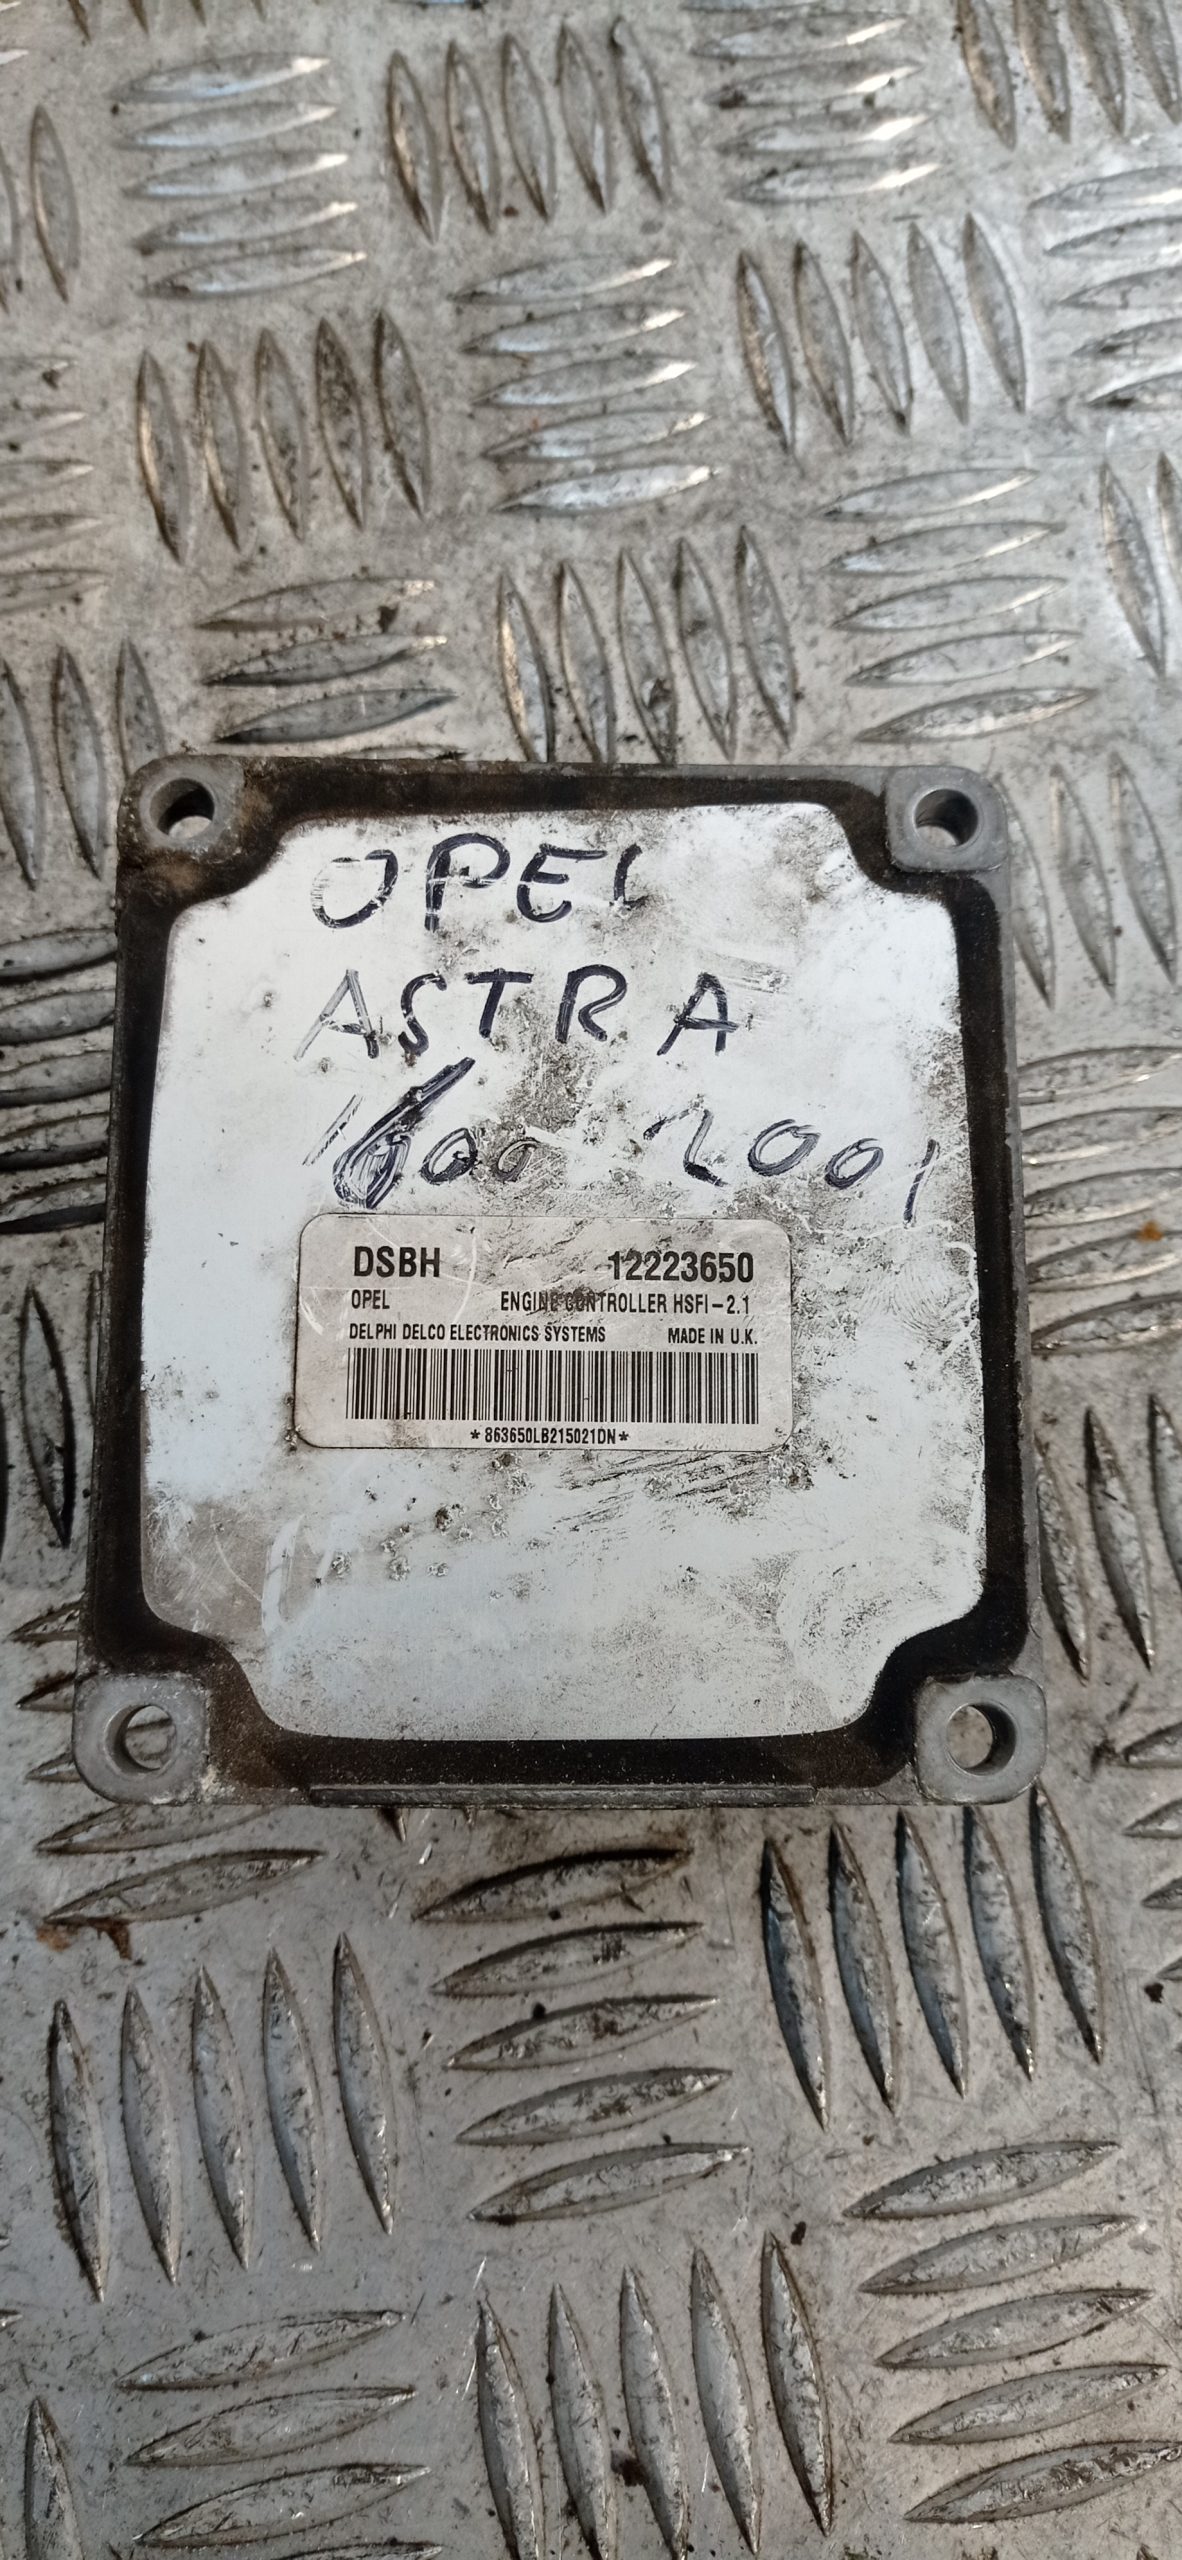 OPEL
ASTRA
1600 2001
DSBH 12223650
OPEL ENGINE CONTROLLER HSFI-2.1
DELPHI DELCO ELECTRONICS SYSTEMS MADE IN U.K.
*863650LB215021DN*